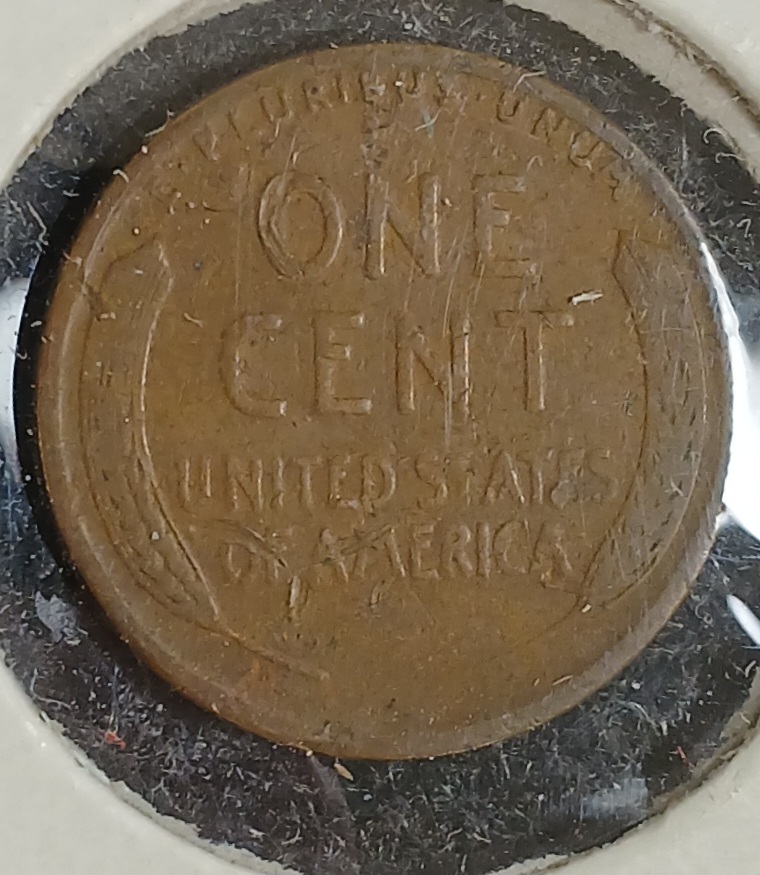 E · PLURIBUS · UNUM
ONE
CENT
UNITED STATES
OF AMERICA